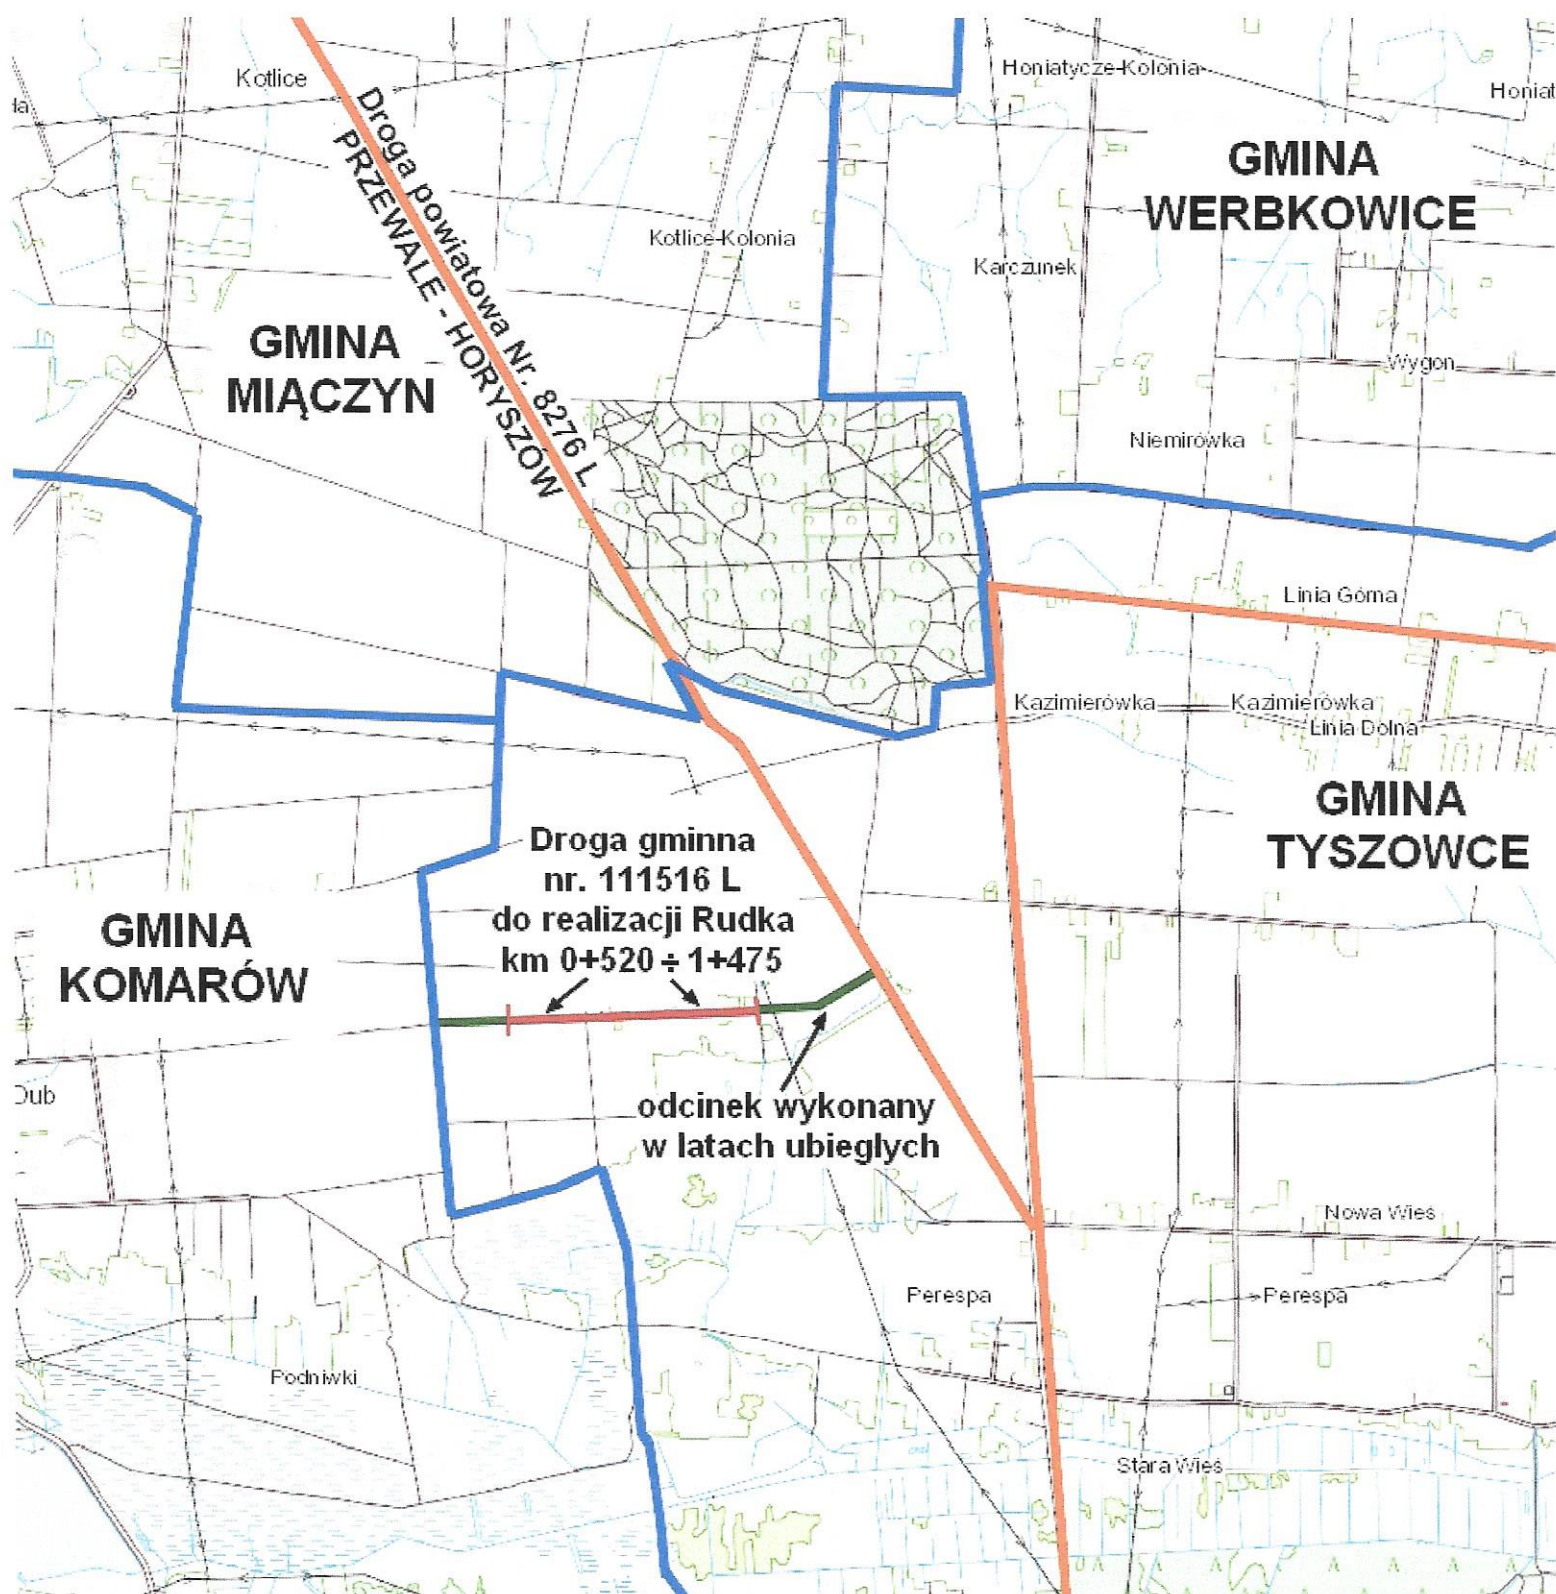 Kotlice
Honiatycze-Kolonia
Honiat
GMINA
WERBKOWICE
Droga powiatowa Nr. 8276 L
PRZEWALE - HORYSZÓW
Kotlice-Kolonia
Karczunek
GMINA
MIĄCZYN
Wygon
Niemirówka
Linia Górna
Kazimierówka
Kazimierówka
Linia Dolna
GMINA
TYSZOWCE
Droga gminna
nr. 111516 L
do realizacji Rudka
km 0+520 ÷ 1+475
GMINA
KOMARÓW
Dub
odcinek wykonany
w latach ubiegłych
Nowa Wieś
Perespa
Perespa
Podniwki
Stara Wieś